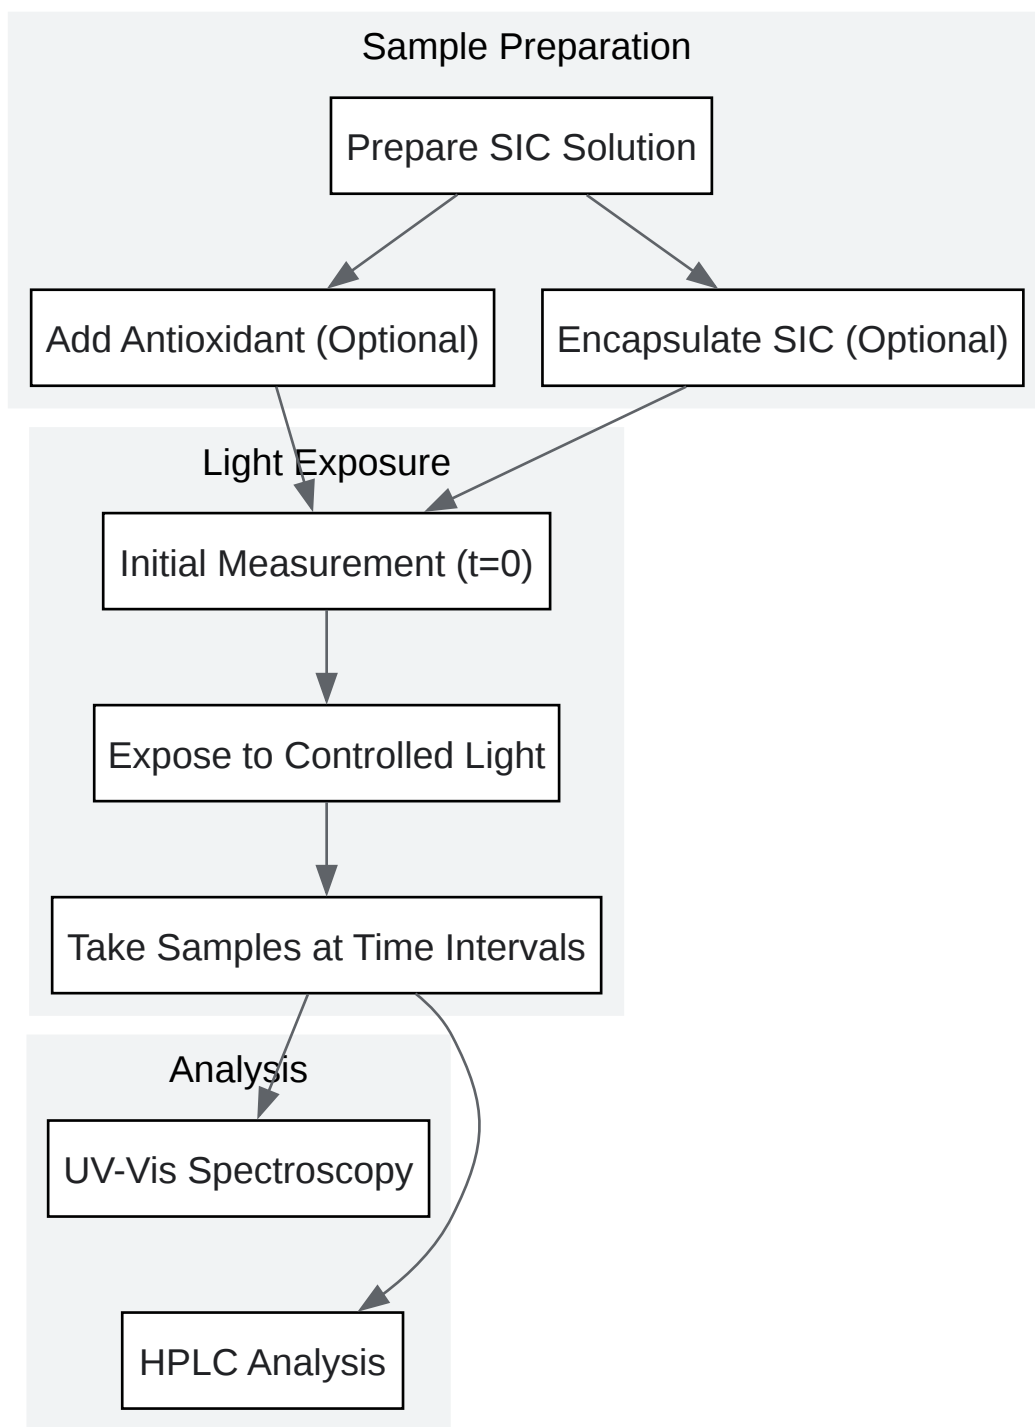 Sample Preparation
Prepare SIC Solution
Add Antioxidant (Optional)
Encapsulate SIC (Optional)
Light Exposure
Initial Measurement (t=0)
Expose to Controlled Light
Take Samples at Time Intervals
Analysis
UV-Vis Spectroscopy
HPLC Analysis